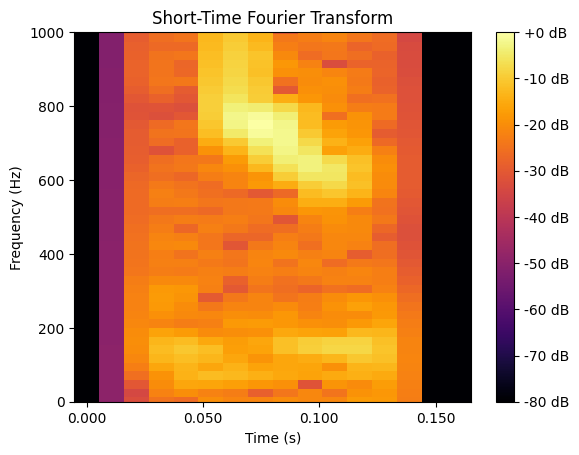 Short-Time Fourier Transform
1000
800
600
400
200
0
Frequency (Hz)
0.000
0.050
0.100
0.150
Time (s)
+0 dB
-10 dB
-20 dB
-30 dB
-40 dB
-50 dB
-60 dB
-70 dB
-80 dB